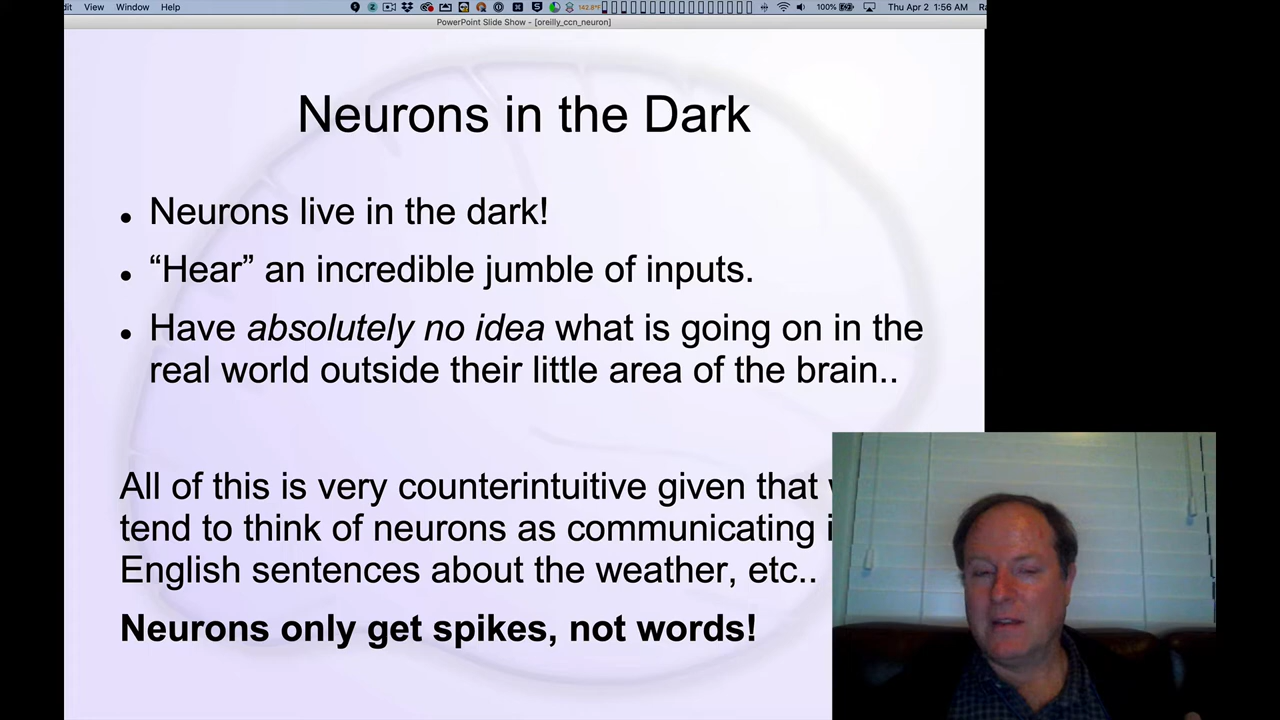 View Window Help
142.8°F
100%
Thu Apr 2 1:56 AM
PowerPoint Slide Show - [oreilly_ccn_neuron]
Neurons in the Dark
• Neurons live in the dark!
• “Hear” an incredible jumble of inputs.
• Have absolutely no idea what is going on in the
real world outside their little area of the brain..
All of this is very counterintuitive given that
tend to think of neurons as communicating
English sentences about the weather, etc..
Neurons only get spikes, not words!